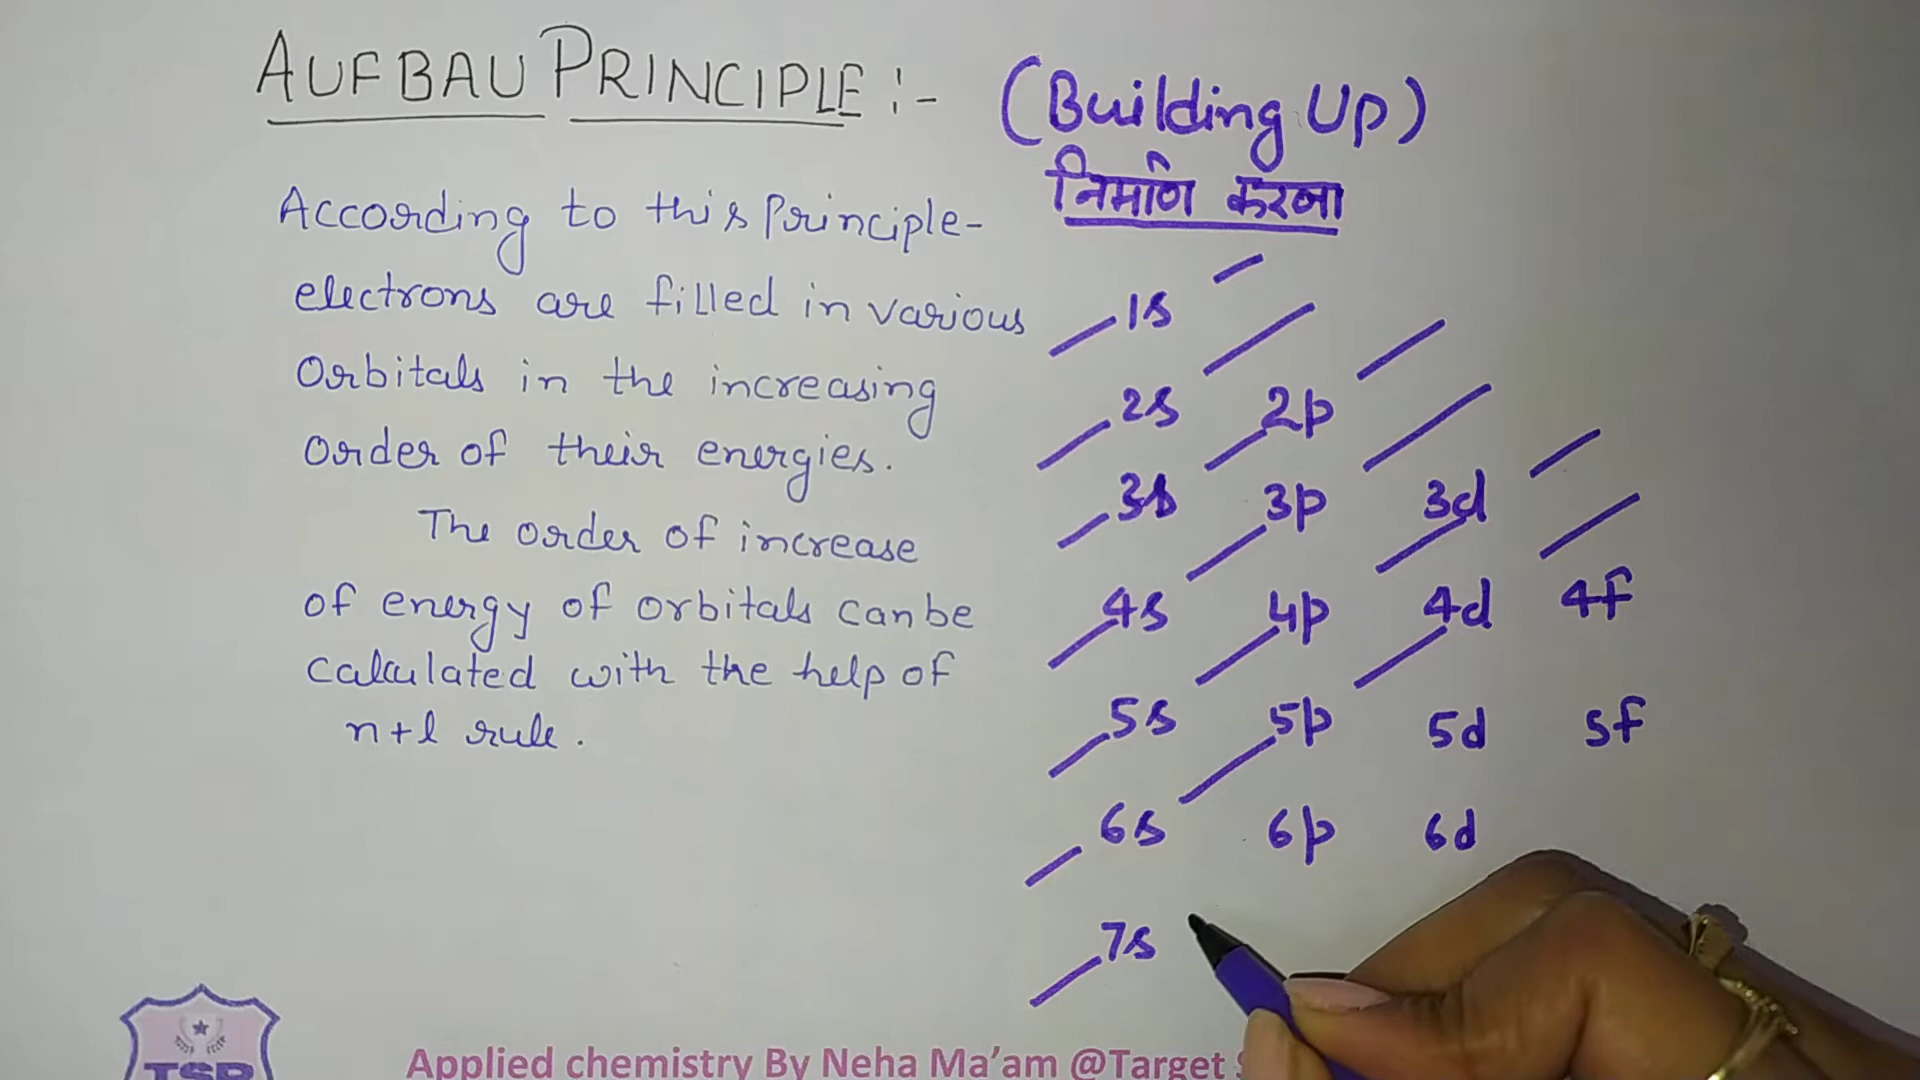 AUFBAU PRINCIPLE :-
(Building Up)
निर्माण करना
According to this Principle-
electrons are filled in various
Orbitals in the increasing
order of their energies.
The order of increase
of energy of orbitals can be
calculated with the help of
n+l rule.
1s
2s 2p
3s 3p 3d
4s 4p 4d 4f
5s 5p 5d 5f
6s 6p 6d
7s
TSP
Applied chemistry By Neha Ma'am @Target